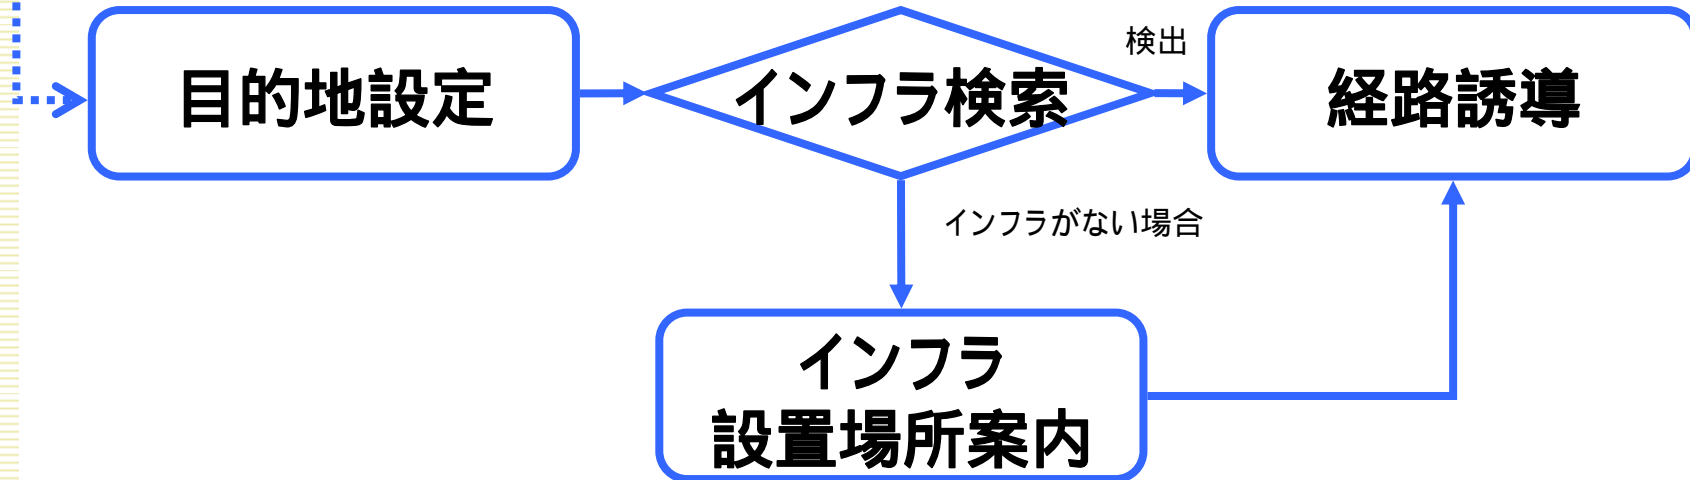 目的地設定
インフラ検索
検出
経路誘導
インフラがない場合
インフラ
設置場所案内